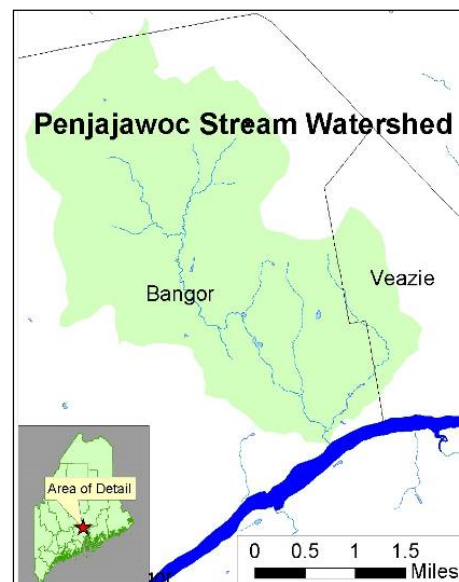 Penjajawoc Stream Watershed
Veazie
Bangor
Area of Detail
0 0.5 1 1.5
Miles